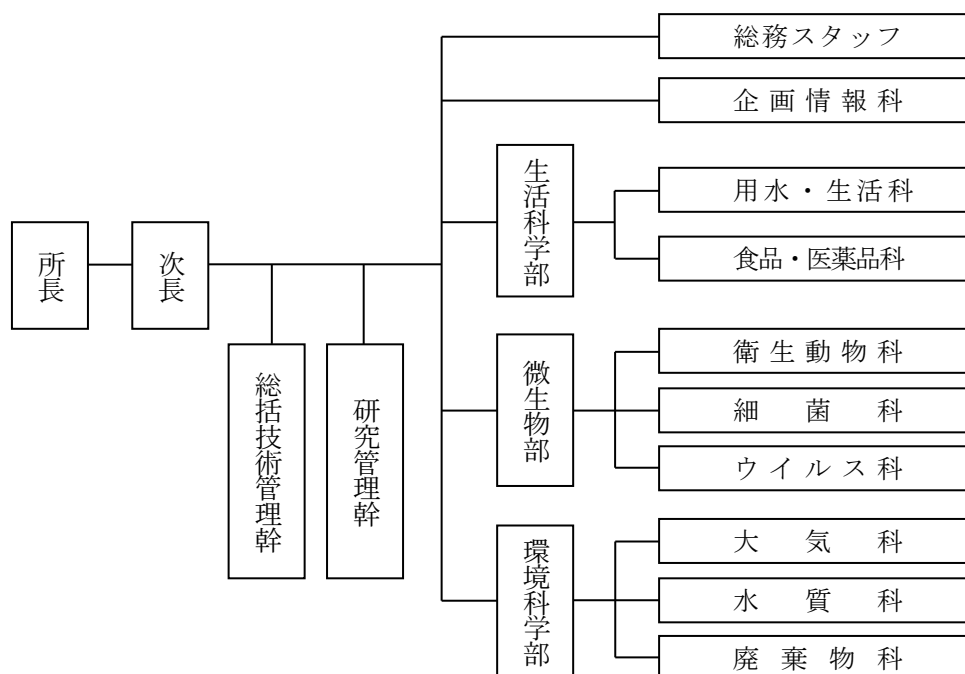 所長
次長
総括技術管理幹
研究管理幹
総務スタッフ
企画情報科
生活科学部
用水・生活科
食品・医薬品科
微生物部
衛生動物科
細菌科
ウイルス科
環境科学部
大気科
水質科
廃棄物科